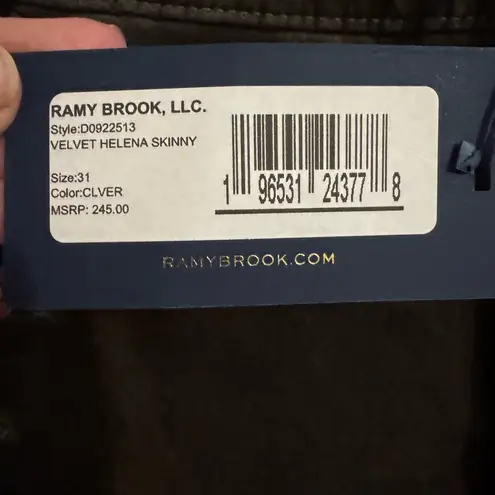 RAMY BROOK, LLC.
Style:D0922513
VELVET HELENA SKINNY
Size:31
Color:CLVER
MSRP: 245.00
1 96531 24377 8
RAMYBROOK.COM